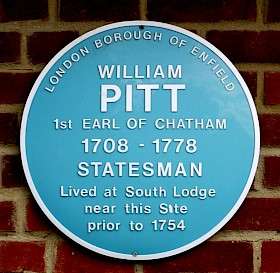 LONDON BOROUGH OF ENFIELD
WILLIAM
PITT
1st EARL OF CHATHAM
1708 - 1778
STATESMAN
Lived at South Lodge
near this Site
prior to 1754